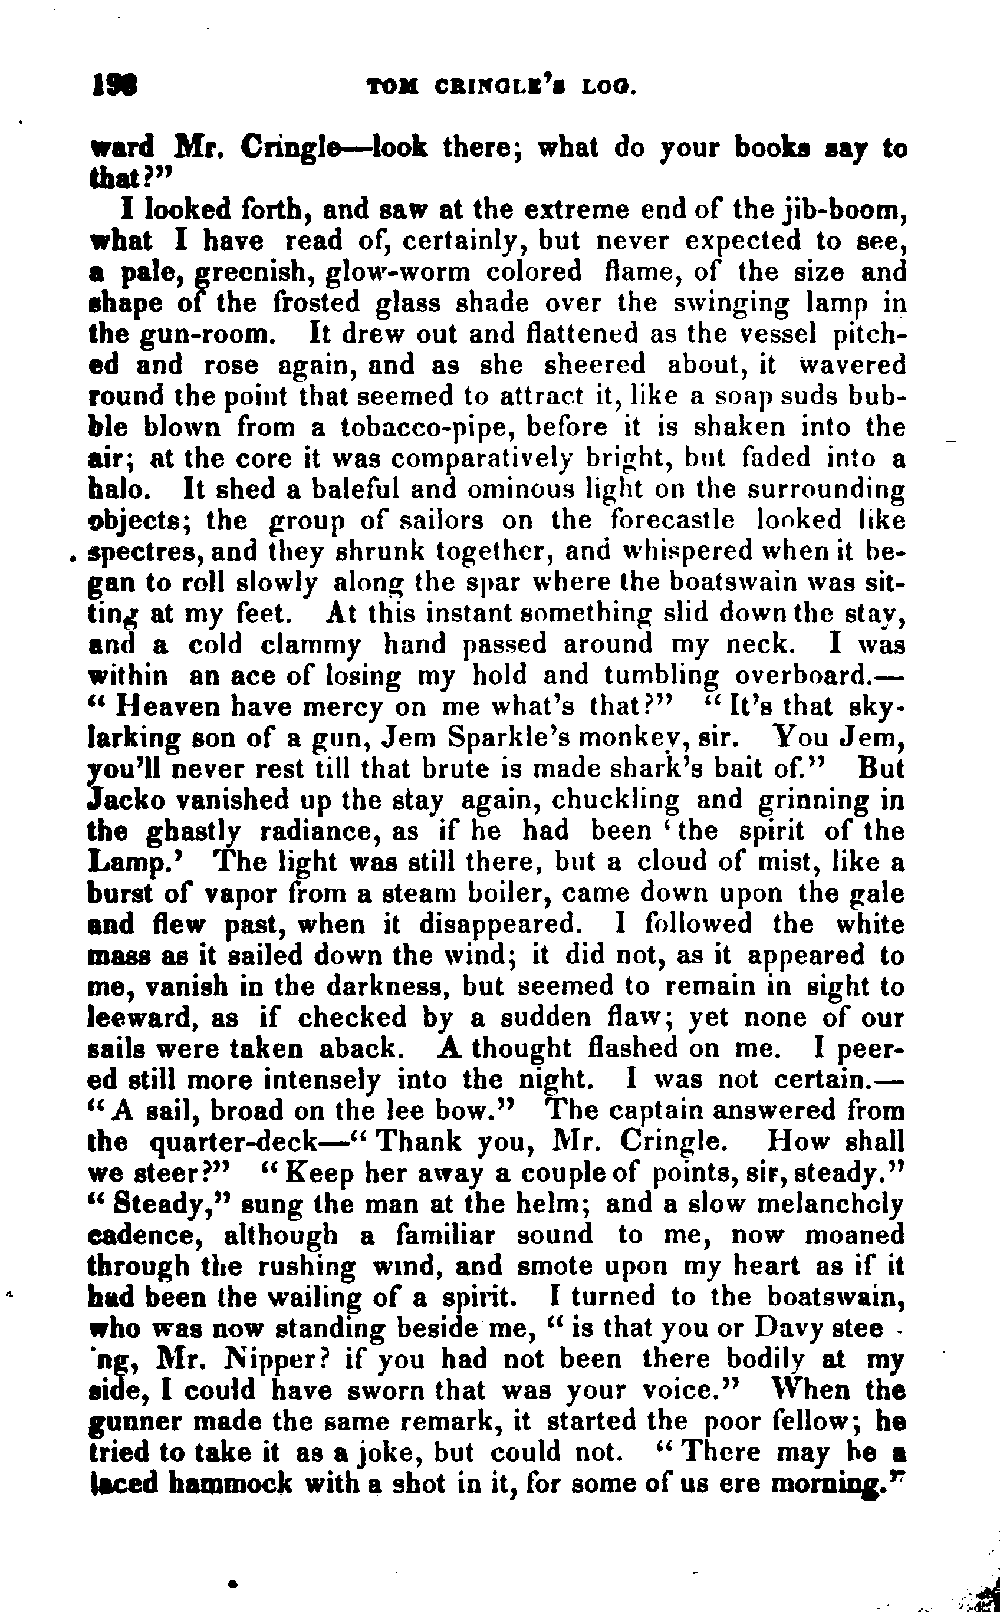 198 TOM CRINGLE'S LOG.
ward Mr. Cringle—look there; what do your books say to
that?"
I looked forth, and saw at the extreme end of the jib-boom,
what I have read of, certainly, but never expected to see,
a pale, greenish, glow-worm colored flame, of the size and
shape of the frosted glass shade over the swinging lamp in
the gun-room. It drew out and flattened as the vessel pitch-
ed and rose again, and as she sheered about, it wavered
round the point that seemed to attract it, like a soap suds bub-
ble blown from a tobacco-pipe, before it is shaken into the
air; at the core it was comparatively bright, but faded into a
halo. It shed a baleful and ominous light on the surrounding
objects; the group of sailors on the forecastle looked like
spectres, and they shrunk together, and whispered when it be-
gan to roll slowly along the spar where the boatswain was sit-
ting at my feet. At this instant something slid down the stay,
and a cold clammy hand passed around my neck. I was
within an ace of losing my hold and tumbling overboard.—
"Heaven have mercy on me what's that?" "It's that sky-
larking son of a gun, Jem Sparkle's monkey, sir. You Jem,
you'll never rest till that brute is made shark's bait of." But
Jacko vanished up the stay again, chuckling and grinning in
the ghastly radiance, as if he had been 'the spirit of the
Lamp.' The light was still there, but a cloud of mist, like a
burst of vapor from a steam boiler, came down upon the gale
and flew past, when it disappeared. I followed the white
mass as it sailed down the wind; it did not, as it appeared to
me, vanish in the darkness, but seemed to remain in sight to
leeward, as if checked by a sudden flaw; yet none of our
sails were taken aback. A thought flashed on me. I peer-
ed still more intensely into the night. I was not certain.—
"A sail, broad on the lee bow." The captain answered from
the quarter-deck—"Thank you, Mr. Cringle. How shall
we steer?" "Keep her away a couple of points, sir, steady."
"Steady," sung the man at the helm; and a slow melancholy
cadence, although a familiar sound to me, now moaned
through the rushing wind, and smote upon my heart as if it
had been the wailing of a spirit. I turned to the boatswain,
who was now standing beside me, "is that you or Davy stee -
'ng, Mr. Nipper? if you had not been there bodily at my
side, I could have sworn that was your voice." When the
gunner made the same remark, it started the poor fellow; he
tried to take it as a joke, but could not. "There may be a
laced hammock with a shot in it, for some of us ere morning."